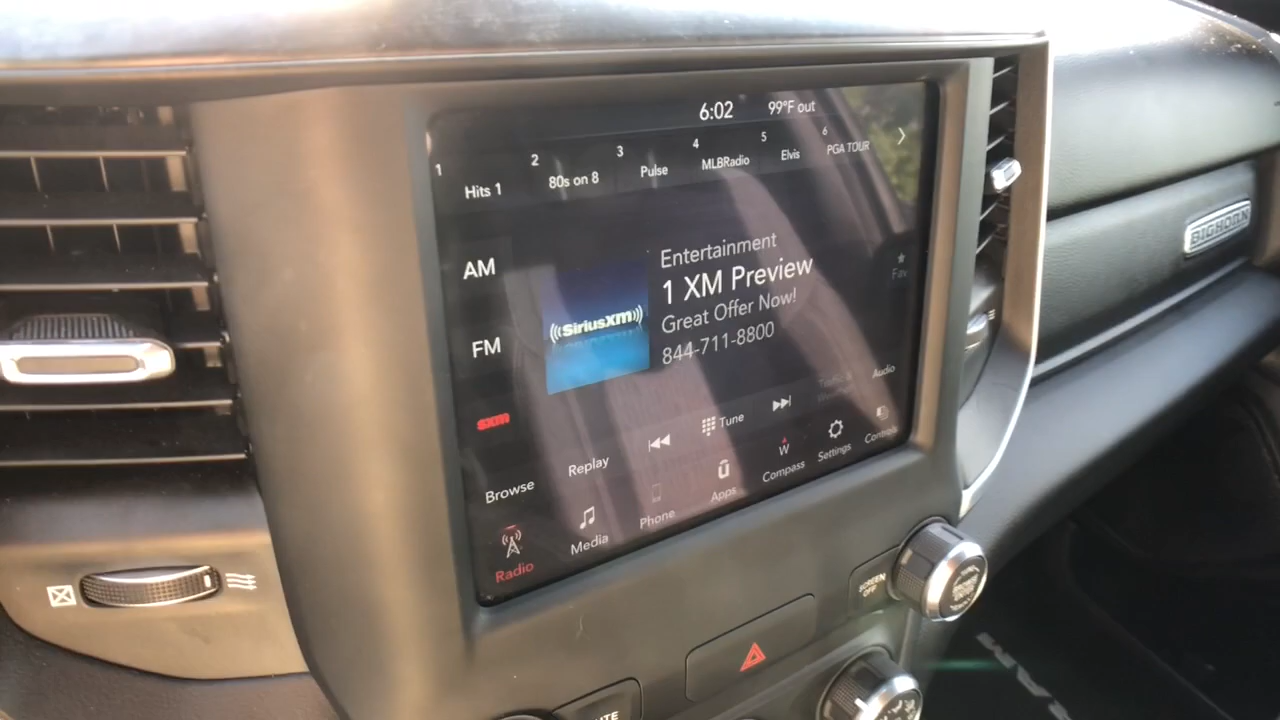 6:02 99°F out
1 Hits 1 2 80s on 8 3 Pulse 4 MLBRadio 5 Elvis 6 PGA TOUR
AM
FM
sxm
((SiriusXM))
Entertainment
1 XM Preview
Great Offer Now!
844-711-8800
Fav
Browse Replay Tune Audio
Radio Media Phone Apps W Compass Settings Controls
BIGHORN
SCREEN
OFF
RAM